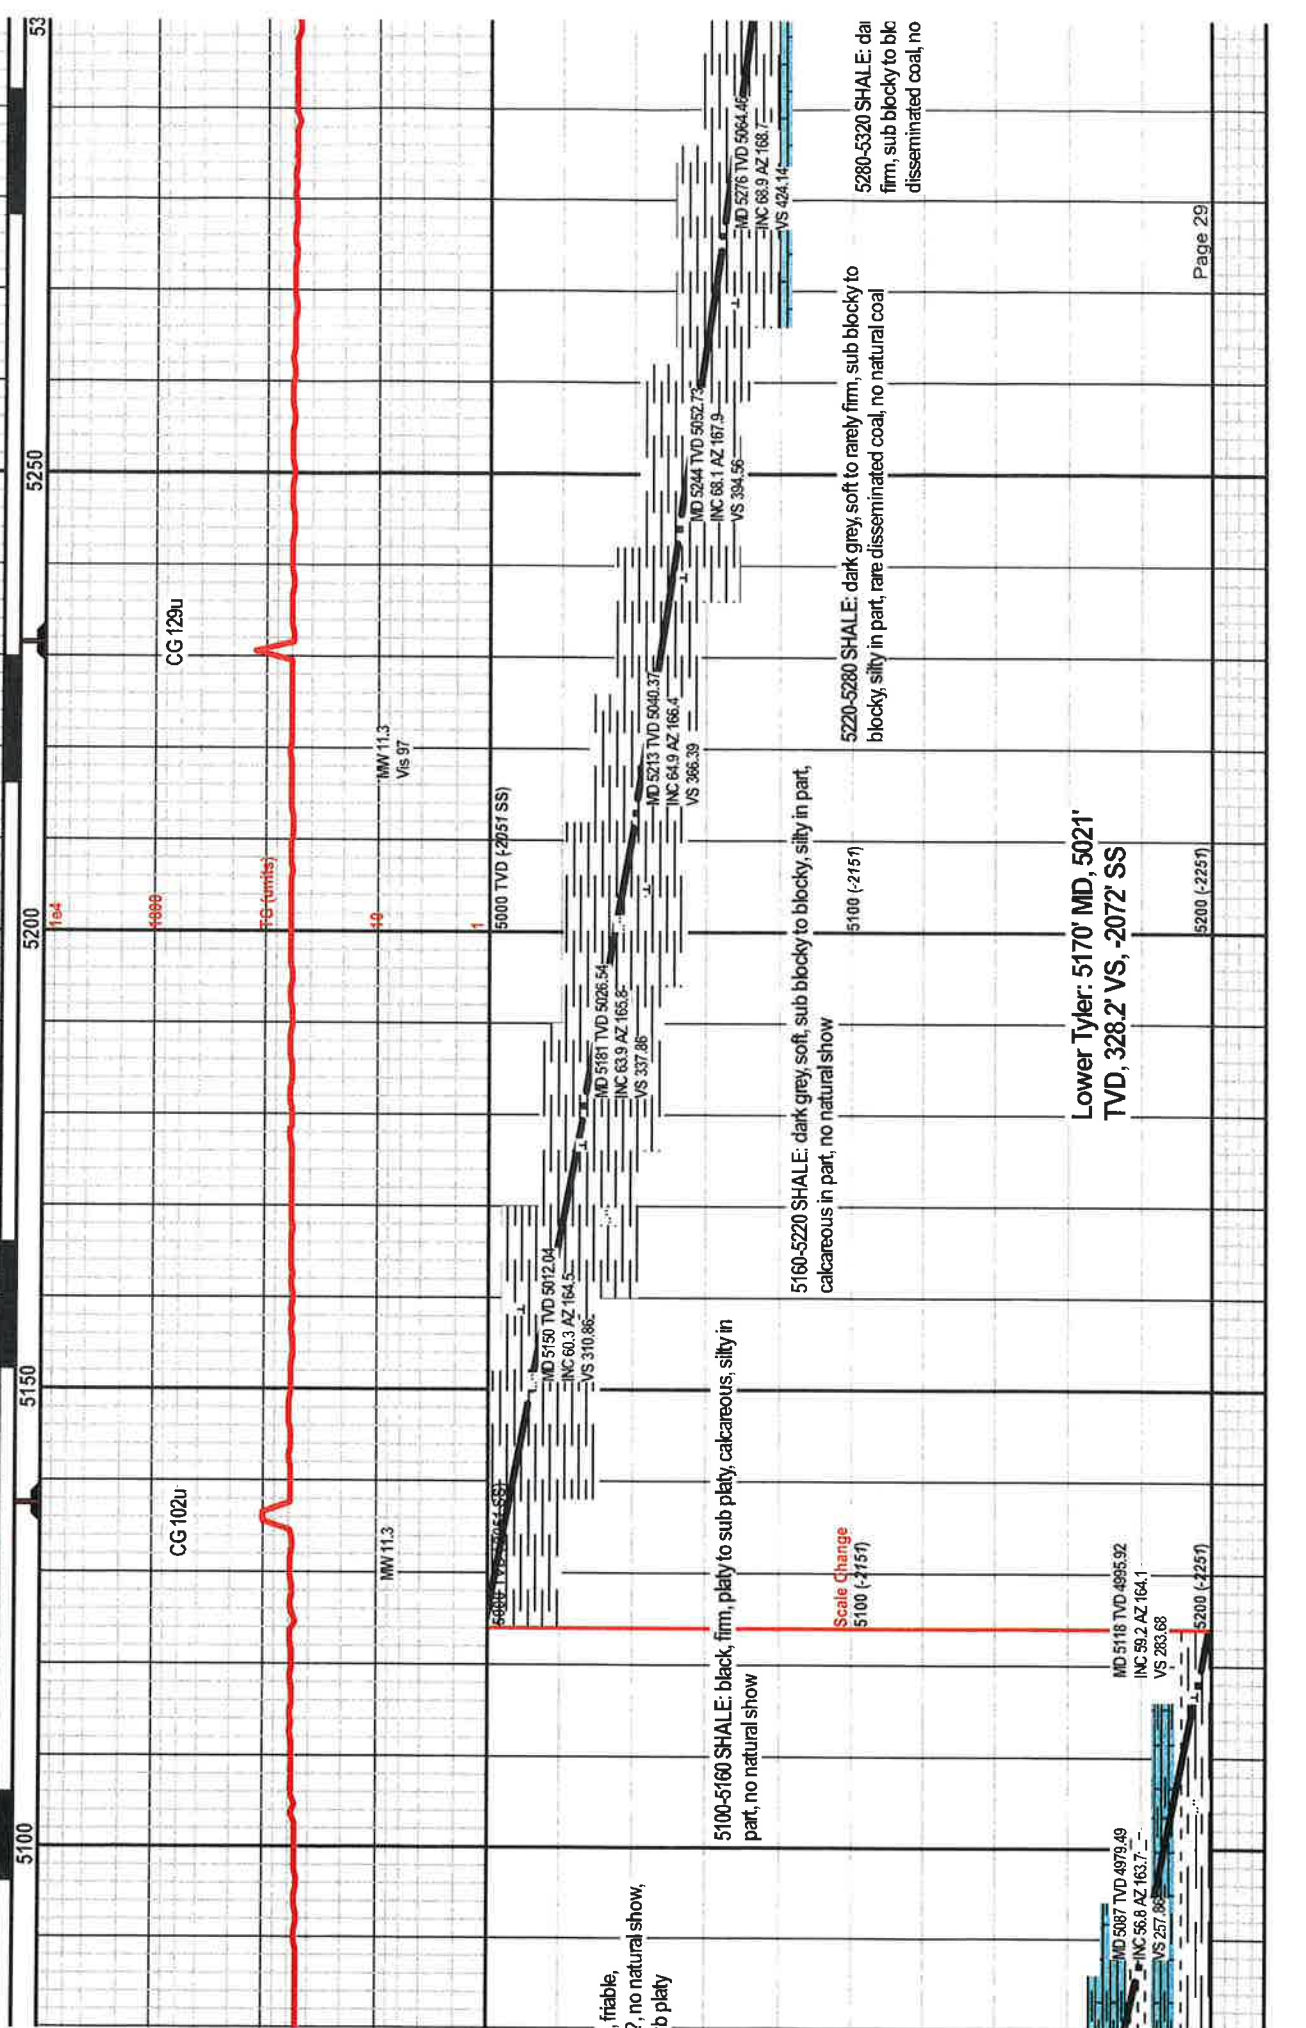 5100
5150
5200
5250
53
CG 102u
CG 129u
1e4
1000
TG (units)
10
1
MW 11.3
MW 11.3
Vis 97
5000 TVD (-2051 SS)
5000 TVD (-2051 SS)
MD 5087 TVD 4979.49
INC 56.8 AZ 163.7
VS 257.86
MD 5118 TVD 4995.92
INC 59.2 AZ 164.1
VS 283.68
MD 5150 TVD 5012.04
INC 60.3 AZ 164.5
VS 310.86
MD 5181 TVD 5026.54
INC 63.9 AZ 165.8
VS 337.86
MD 5213 TVD 5040.37
INC 64.9 AZ 166.4
VS 366.39
MD 5244 TVD 5052.73
INC 68.1 AZ 167.9
VS 394.56
MD 5276 TVD 5064.46
INC 68.9 AZ 168.7
VS 424.14
, friable,
?, no natural show,
b platy
5100-5160 SHALE: black, firm, platy to sub platy, calcareous, silty in
part, no natural show
Scale Change
5100 (-2151)
5200 (-2251)
5160-5220 SHALE: dark grey, soft, sub blocky to blocky, silty in part,
calcareous in part, no natural show
5100 (-2151)
5200 (-2251)
Lower Tyler: 5170' MD, 5021'
TVD, 328.2' VS, -2072' SS
5220-5280 SHALE: dark grey, soft to rarely firm, sub blocky to
blocky, silty in part, rare disseminated coal, no natural coal
5280-5320 SHALE: dar
firm, sub blocky to blo
disseminated coal, no
Page 29